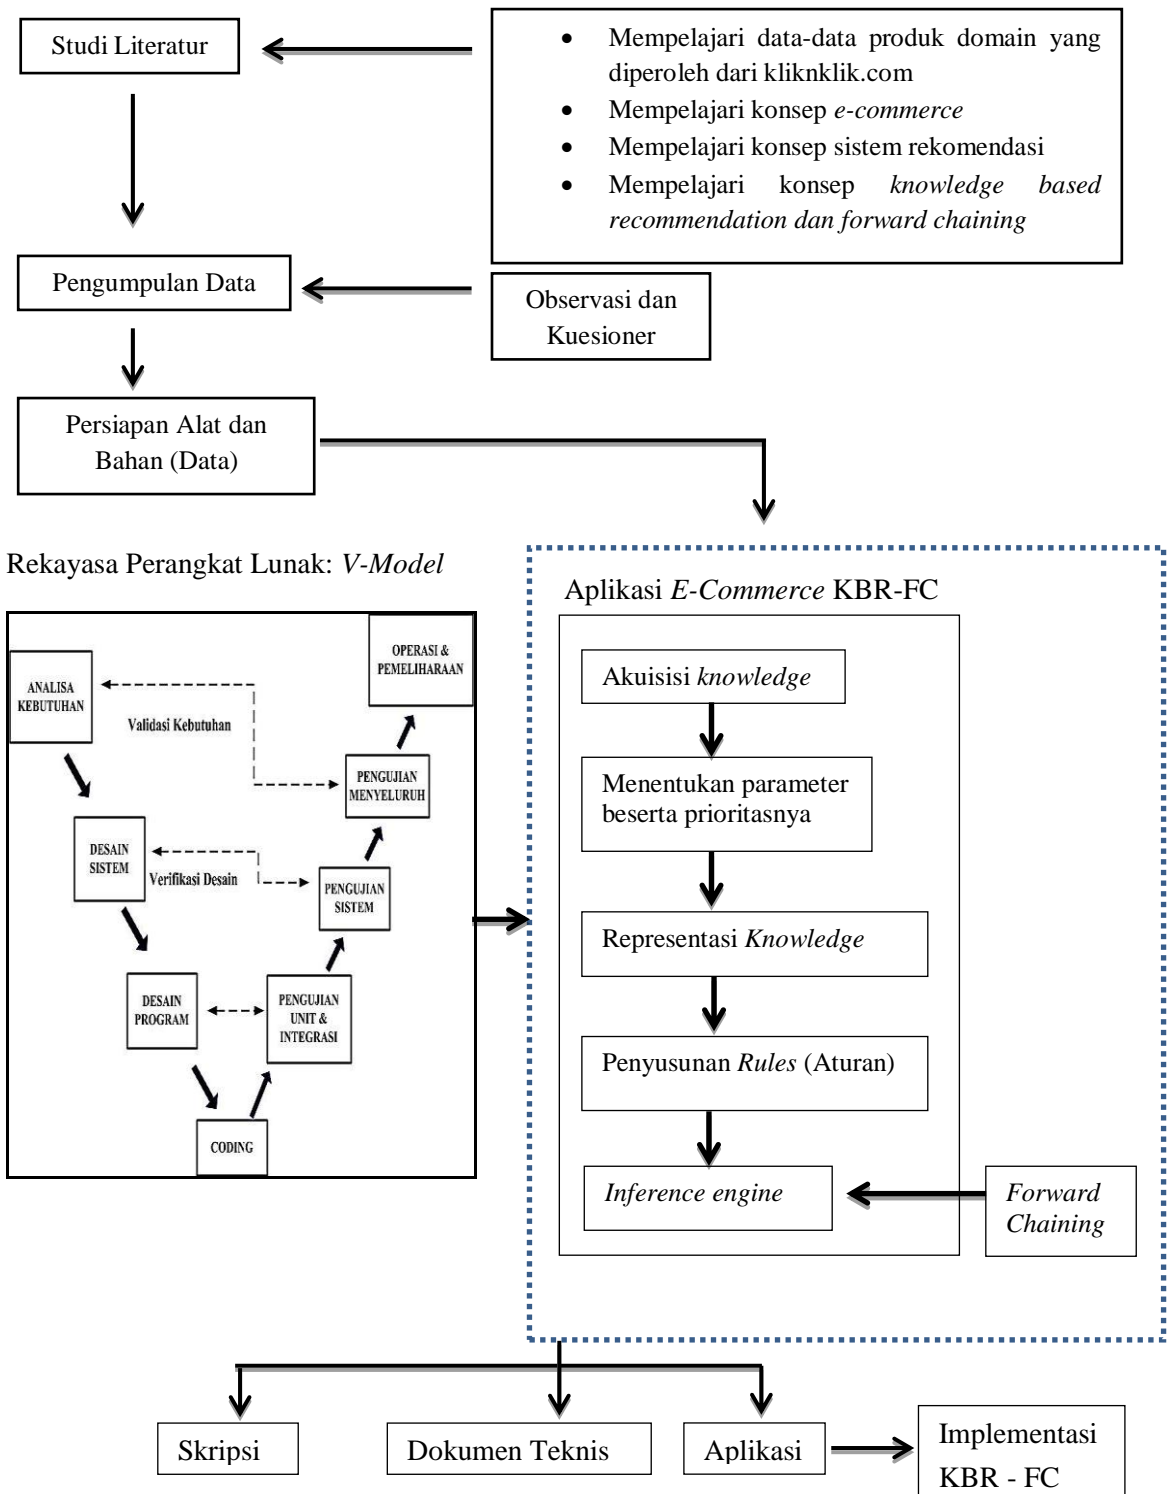 Studi Literatur
• Mempelajari data-data produk domain yang
diperoleh dari kliknklik.com
• Mempelajari konsep e-commerce
• Mempelajari konsep sistem rekomendasi
• Mempelajari konsep knowledge based
recommendation dan forward chaining
Pengumpulan Data
Observasi dan
Kuesioner
Persiapan Alat dan
Bahan (Data)
Rekayasa Perangkat Lunak: V-Model
ANALISA
KEBUTUHAN
Validasi Kebutuhan
OPERASI &
PEMELIHARAAN
PENGUJIAN
MENYELURUH
DESAIN
SISTEM
Verifikasi Desain
PENGUJIAN
SISTEM
DESAIN
PROGRAM
PENGUJIAN
UNIT &
INTEGRASI
CODING
Aplikasi E-Commerce KBR-FC
Akuisisi knowledge
Menentukan parameter
beserta prioritasnya
Representasi Knowledge
Penyusunan Rules (Aturan)
Inference engine
Forward
Chaining
Skripsi
Dokumen Teknis
Aplikasi
Implementasi
KBR - FC